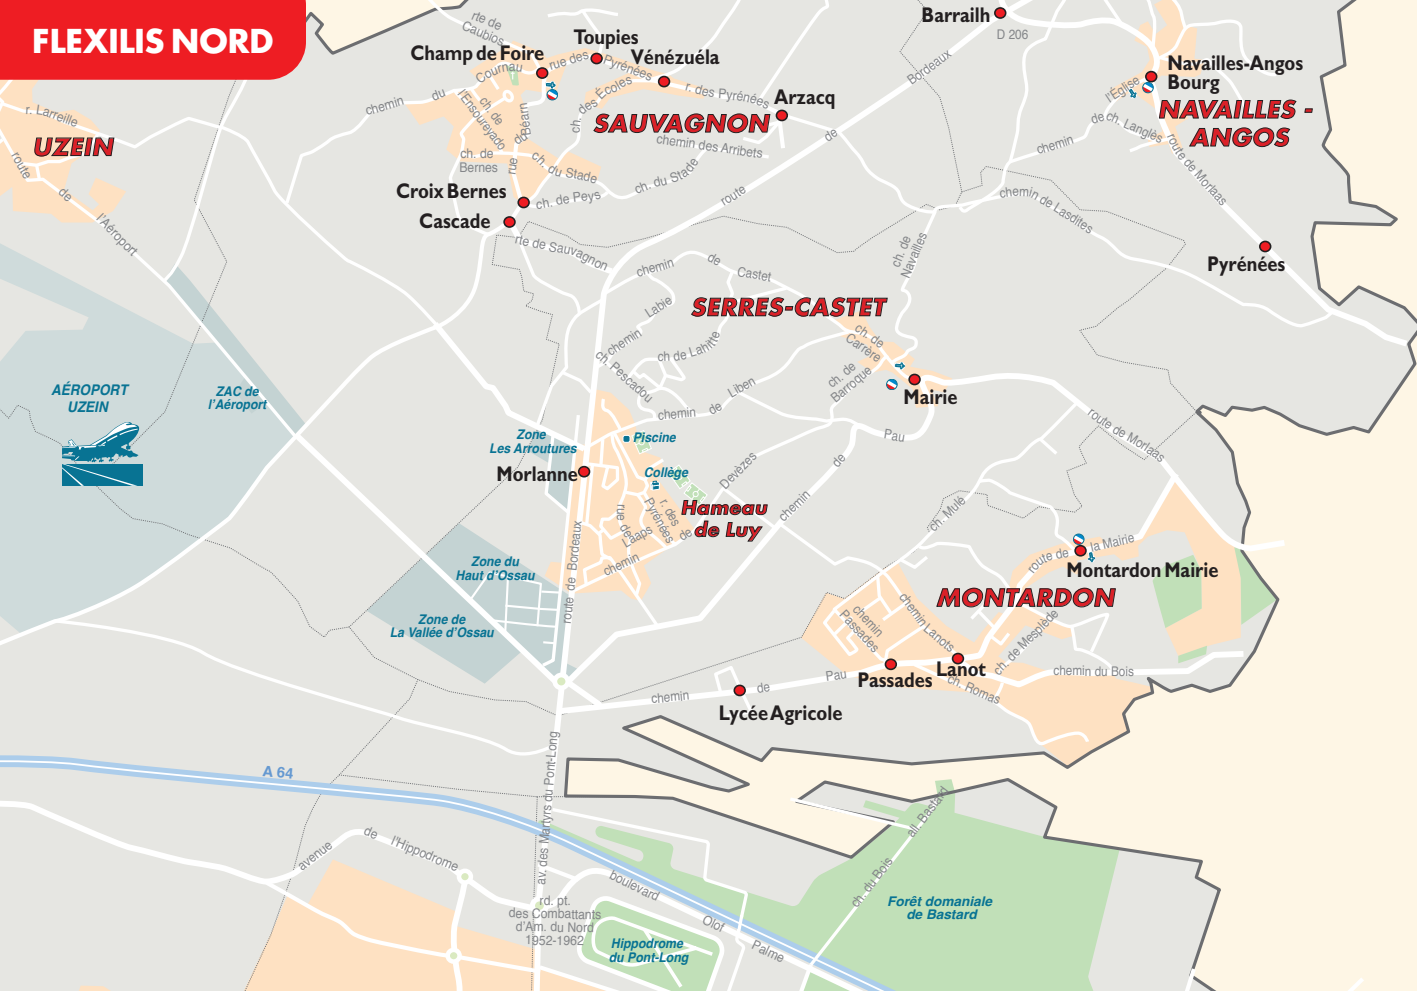 FLEXILIS NORD
rte de
Caubios
Champ de Foire
Toupies
Vénézuéla
Barrailh
D 206
Navailles-Angos
Bourg
NAVAILLES -
ANGOS
Cournau
rue des
Pyrénées
r. des Pyrénées
ch. des Écoles
Arzacq
SAUVAGNON
chemin des Arribets
Bordeaux
de
route
l'Église
chemin
de
ch. Langlès
route de Morlaas
r. Larreille
UZEIN
route
de
l'Aéroport
chemin
du
ch. de
l'Ensoureyado
rue
du
Béarn
ch. de
Bernes
ch. du Stade
ch. du Stade
ch. de Peys
Croix Bernes
Cascade
rte de Sauvagnon
chemin de Lasdites
ch. de
Navailles
Pyrénées
chemin
de
Castet
SERRES-CASTET
chemin
Labie
ch. Pescadou
ch de Lahitte
ch. de
Carrère
ch. de
Barroque
Mairie
chemin
de
Liben
AÉROPORT
UZEIN
ZAC de
l'Aéroport
Zone
Les Arroutures
Piscine
Collège
Morlanne
Hameau
de Luy
Devèzes
de
chemin
r. des
Pyrénées
rue de
Laaps
chemin
de
Pau
route de Morlaas
ch. Mulé
route de
la Mairie
Montardon Mairie
MONTARDON
Zone du
Haut d'Ossau
Zone de
La Vallée d'Ossau
route de Bordeaux
chemin
Passades
chemin Lanots
ch. de Mesplède
Lanot
Passades
ch. Romas
chemin du Bois
chemin
de
Pau
Lycée Agricole
A 64
av. des Martyrs du Pont-Long
avenue
de
l'Hippodrome
rd. pt.
des Combattants
d'Am. du Nord
1952-1962
boulevard
Olof
Palme
Hippodrome
du Pont-Long
all. Bastard
ch. du Bois
Forêt domaniale
de Bastard